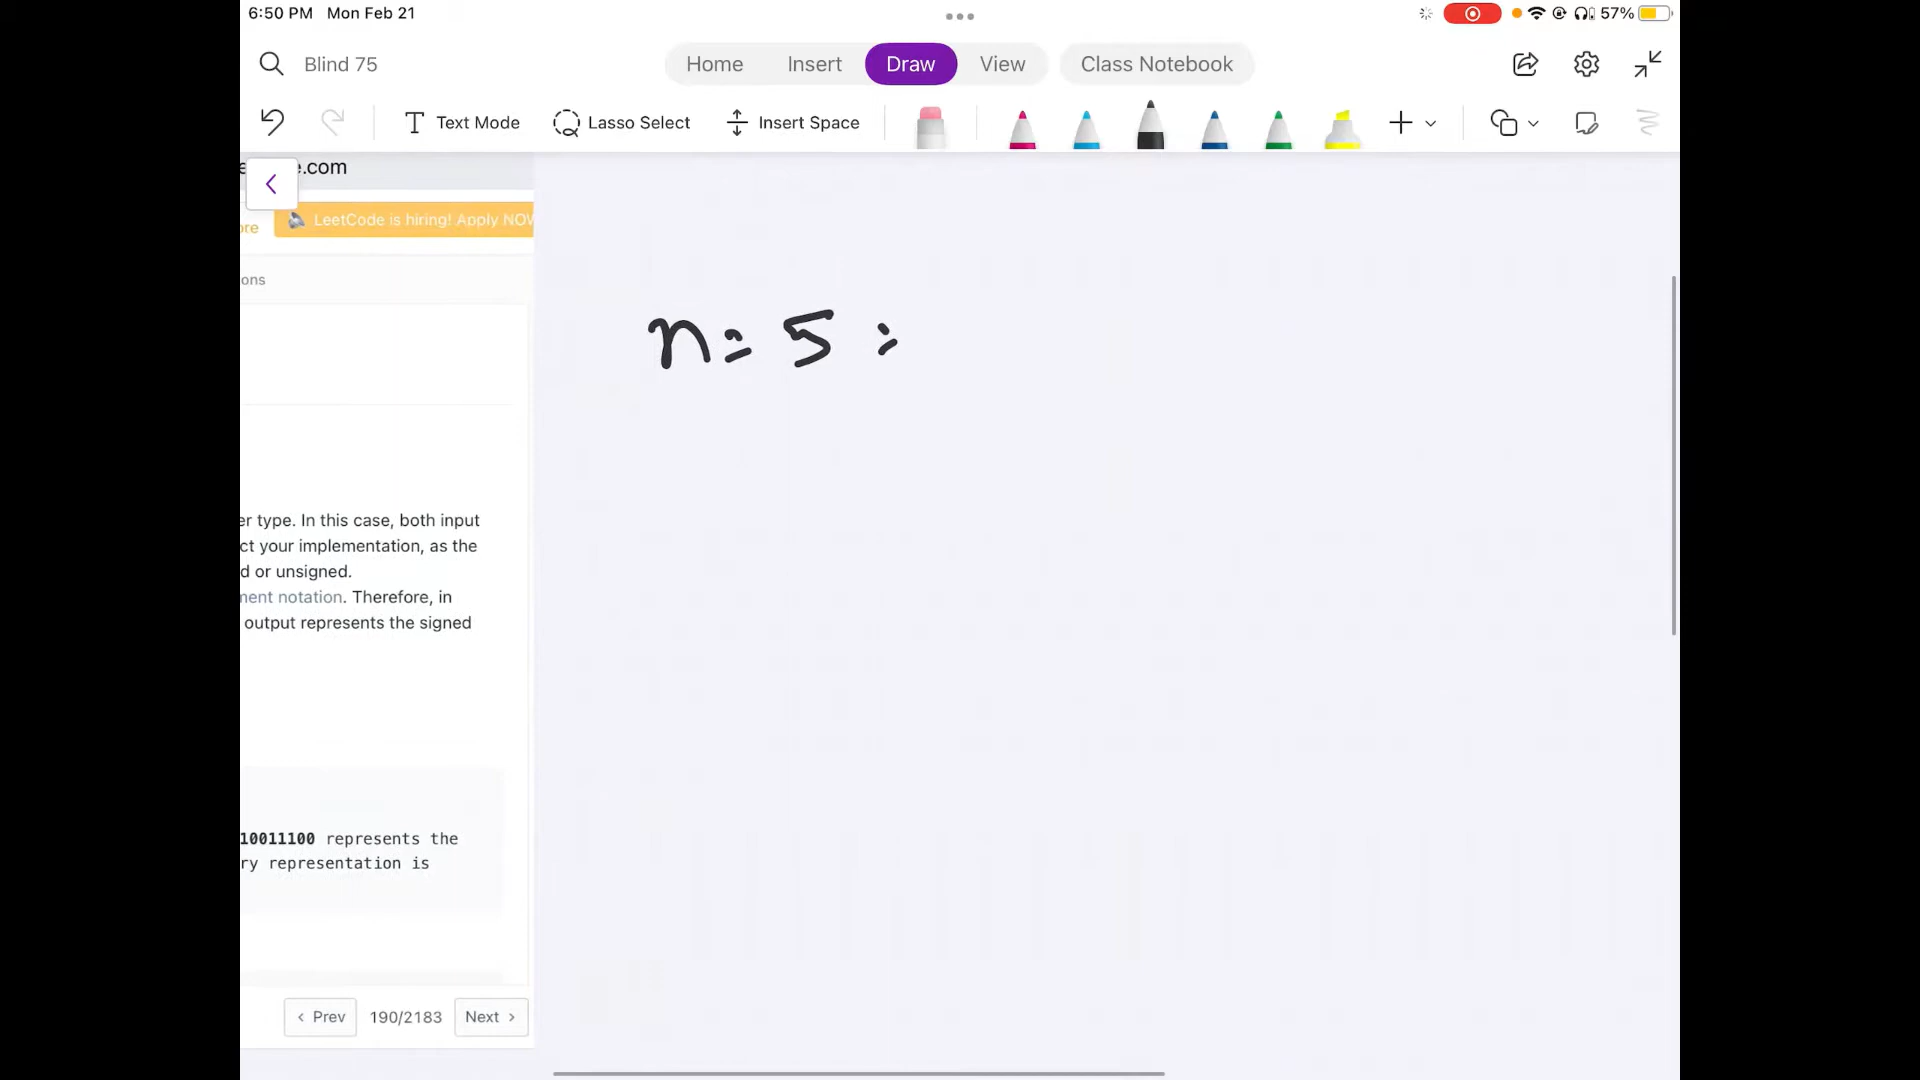 6:50 PM Mon Feb 21
57%
Blind 75
Home Insert Draw View Class Notebook
Text Mode Lasso Select Insert Space
.com
LeetCode is hiring! Apply NOW
ore
ons
n = 5 =
er type. In this case, both input
ct your implementation, as the
d or unsigned.
ment notation. Therefore, in
output represents the signed
10011100 represents the
ry representation is
< Prev 190/2183 Next >